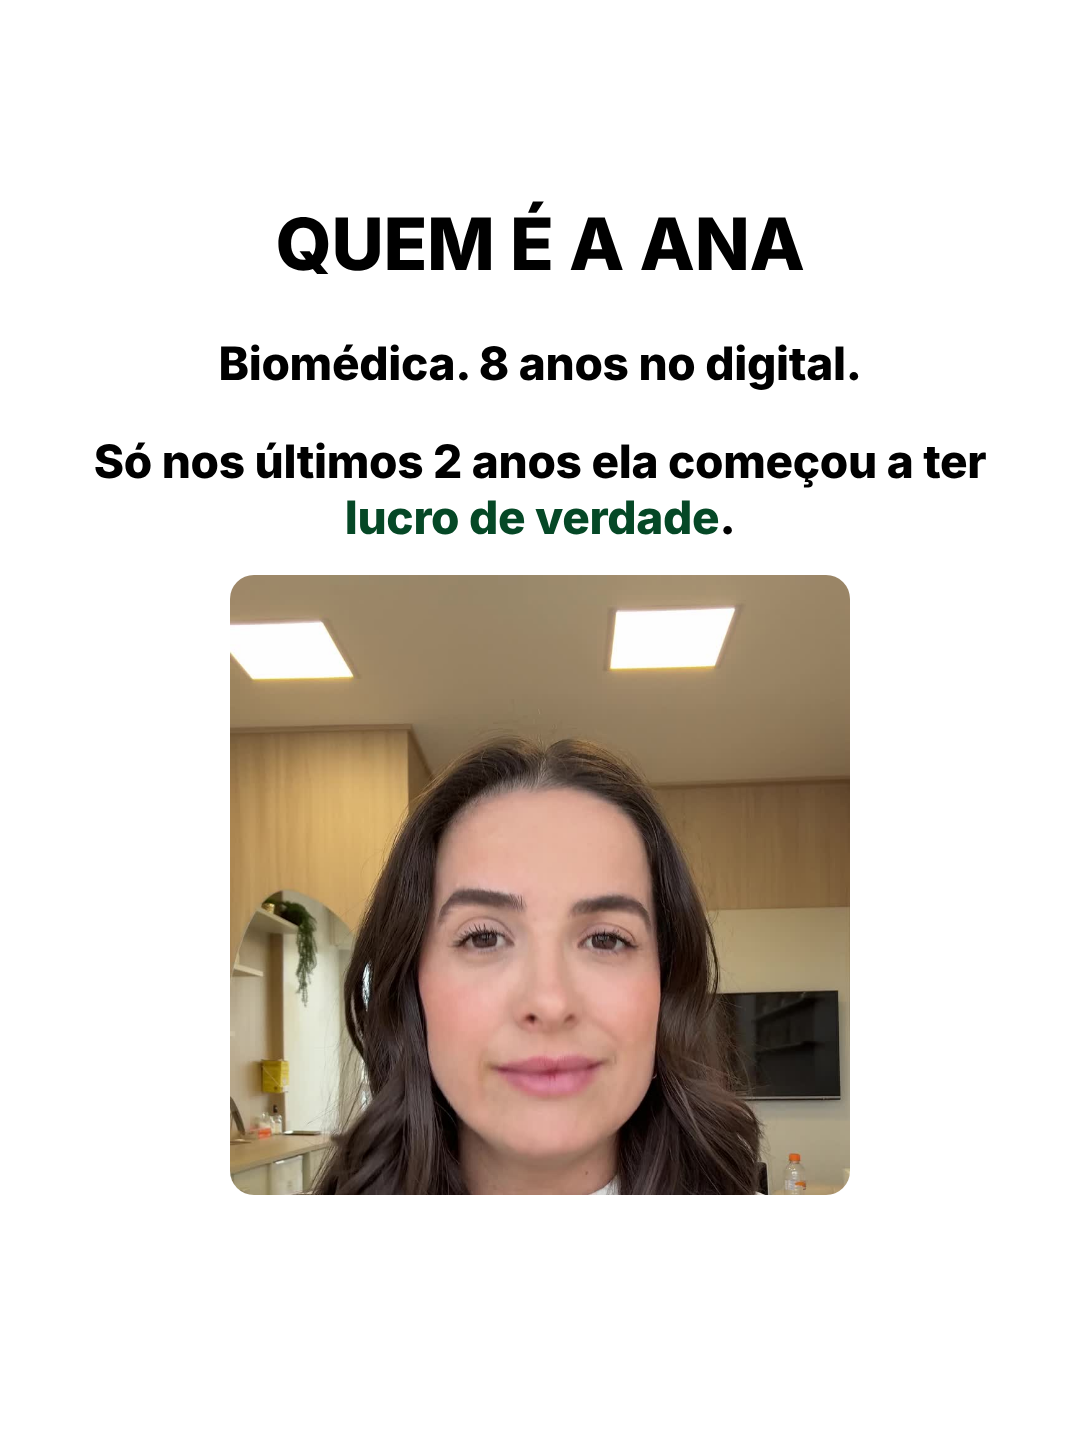 QUEM É A ANA
Biomédica. 8 anos no digital.
Só nos últimos 2 anos ela começou a ter
lucro de verdade.